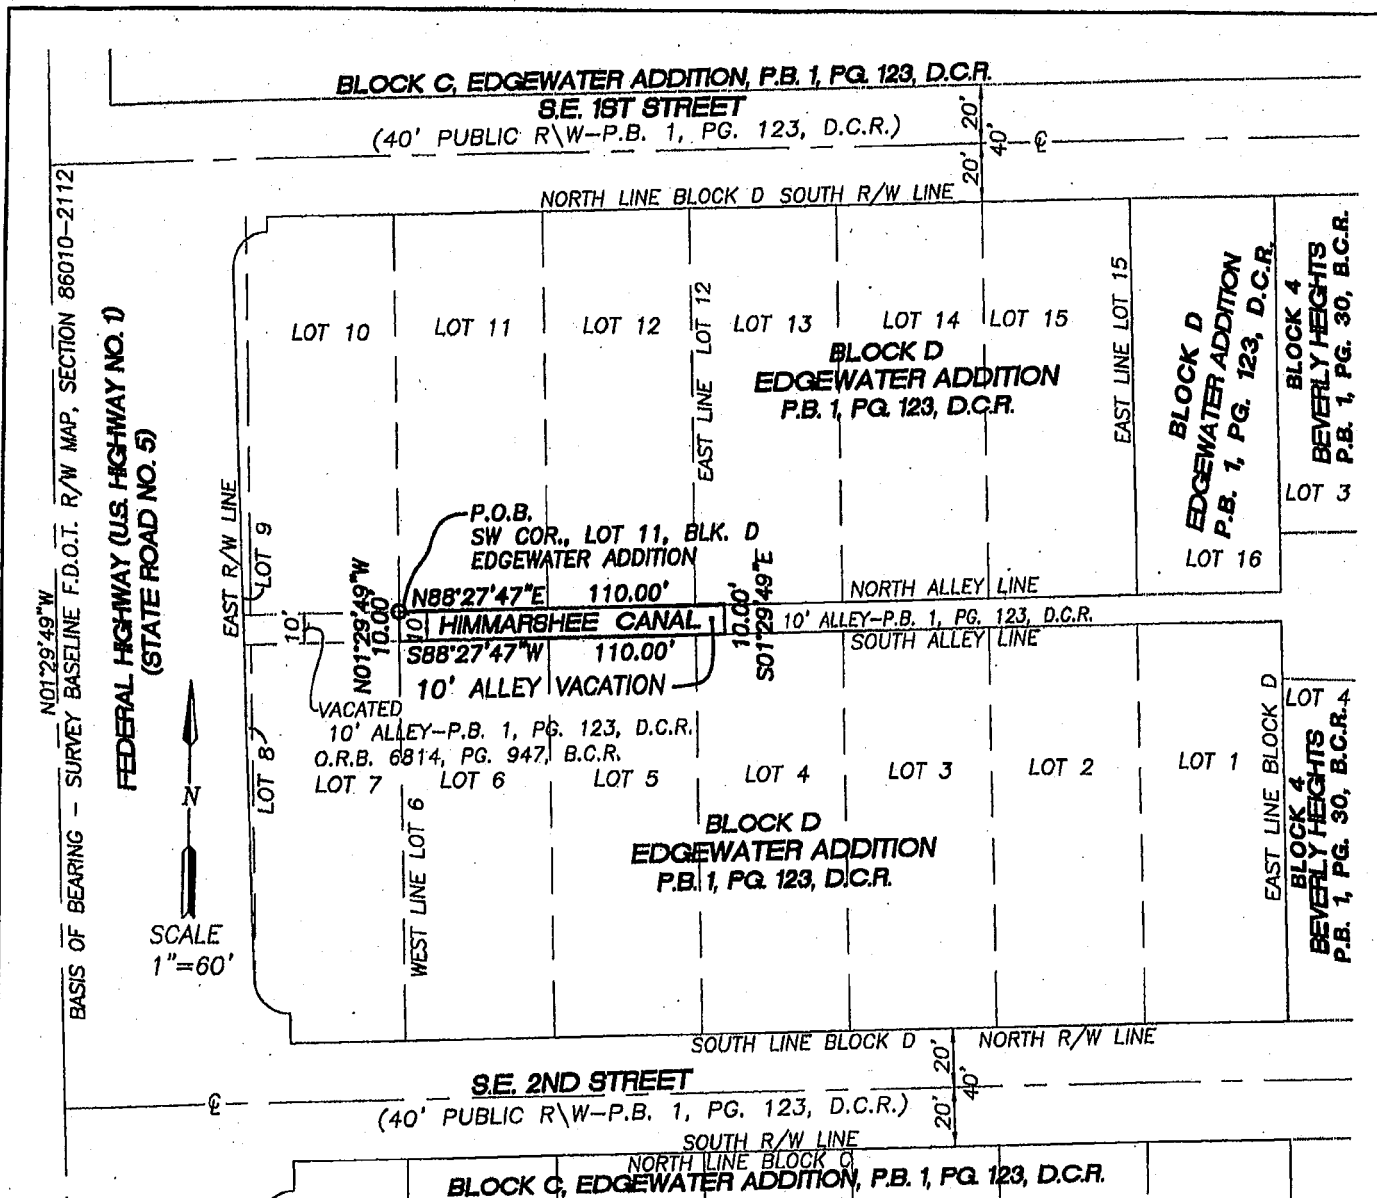 BLOCK C, EDGEWATER ADDITION, P.B. 1, PG. 123, D.C.R.
S.E. 1ST STREET
(40' PUBLIC R\W-P.B. 1, PG. 123, D.C.R.)
20'
40'
20'
NORTH LINE BLOCK D SOUTH R/W LINE
N01°29'49"W
BASIS OF BEARING - SURVEY BASELINE F.D.O.T. R/W MAP, SECTION 86010-2112
FEDERAL HIGHWAY (U.S. HIGHWAY NO. 1)
(STATE ROAD NO. 5)
EAST R/W LINE
LOT 9
LOT 8
LOT 10
LOT 11
LOT 12
EAST LINE LOT 12
LOT 13
LOT 14
LOT 15
EAST LINE LOT 15
BLOCK D
EDGEWATER ADDITION
P.B. 1, PG. 123, D.C.R.
BLOCK D
EDGEWATER ADDITION
P.B. 1, PG. 123, D.C.R.
LOT 16
BLOCK 4
BEVERLY HEIGHTS
P.B. 1, PG. 30, B.C.R.
LOT 3
P.O.B.
SW COR., LOT 11, BLK. D
EDGEWATER ADDITION
N88°27'47"E 110.00'
HIMMARSHEE CANAL
S88°27'47"W 110.00'
10' ALLEY VACATION
10'
10'
N01°29'49"W
10.00'
10.00'
S01°29'49"E
NORTH ALLEY LINE
10' ALLEY-P.B. 1, PG. 123, D.C.R.
SOUTH ALLEY LINE
VACATED
10' ALLEY-P.B. 1, PG. 123, D.C.R.
O.R.B. 6814, PG. 947, B.C.R.
LOT 7
LOT 6
LOT 5
LOT 4
LOT 3
LOT 2
LOT 1
WEST LINE LOT 6
EAST LINE BLOCK D
LOT 4
BLOCK 4
BEVERLY HEIGHTS
P.B. 1, PG. 30, B.C.R.
BLOCK D
EDGEWATER ADDITION
P.B. 1, PG. 123, D.C.R.
N
SCALE
1"=60'
SOUTH LINE BLOCK D
NORTH R/W LINE
20'
40'
20'
S.E. 2ND STREET
(40' PUBLIC R\W-P.B. 1, PG. 123, D.C.R.)
SOUTH R/W LINE
NORTH LINE BLOCK C
BLOCK C, EDGEWATER ADDITION, P.B. 1, PG. 123, D.C.R.